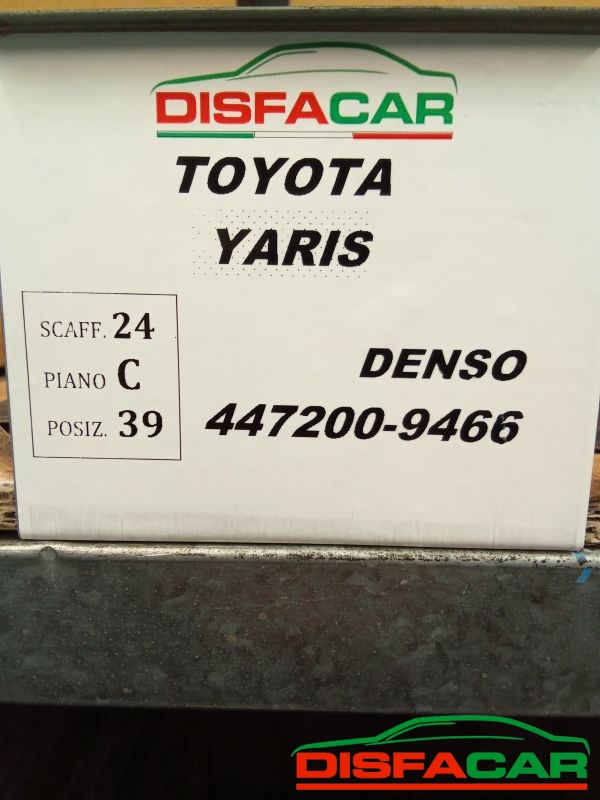 DISFACAR
TOYOTA
YARIS
SCAFF. 24
PIANO C
POSIZ. 39
DENSO
447200-9466
DISFACAR